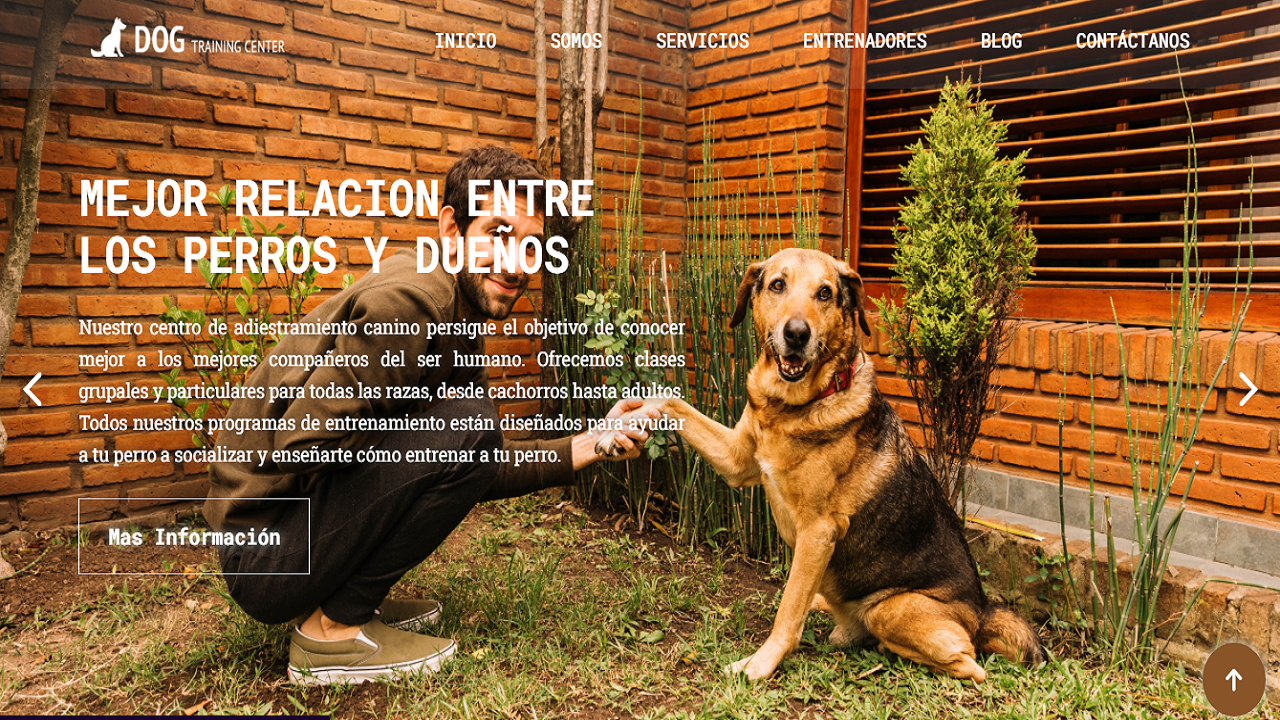 DOG TRAINING CENTER
INICIO SOMOS SERVICIOS ENTRENADORES BLOG CONTÁCTANOS
MEJOR RELACION ENTRE
LOS PERROS Y DUEÑOS
Nuestro centro de adiestramiento canino persigue el objetivo de conocer
mejor a los mejores compañeros del ser humano. Ofrecemos clases
grupales y particulares para todas las razas, desde cachorros hasta adultos.
Todos nuestros programas de entrenamiento están diseñados para ayudar
a tu perro a socializar y enseñarte cómo entrenar a tu perro.
Mas Información